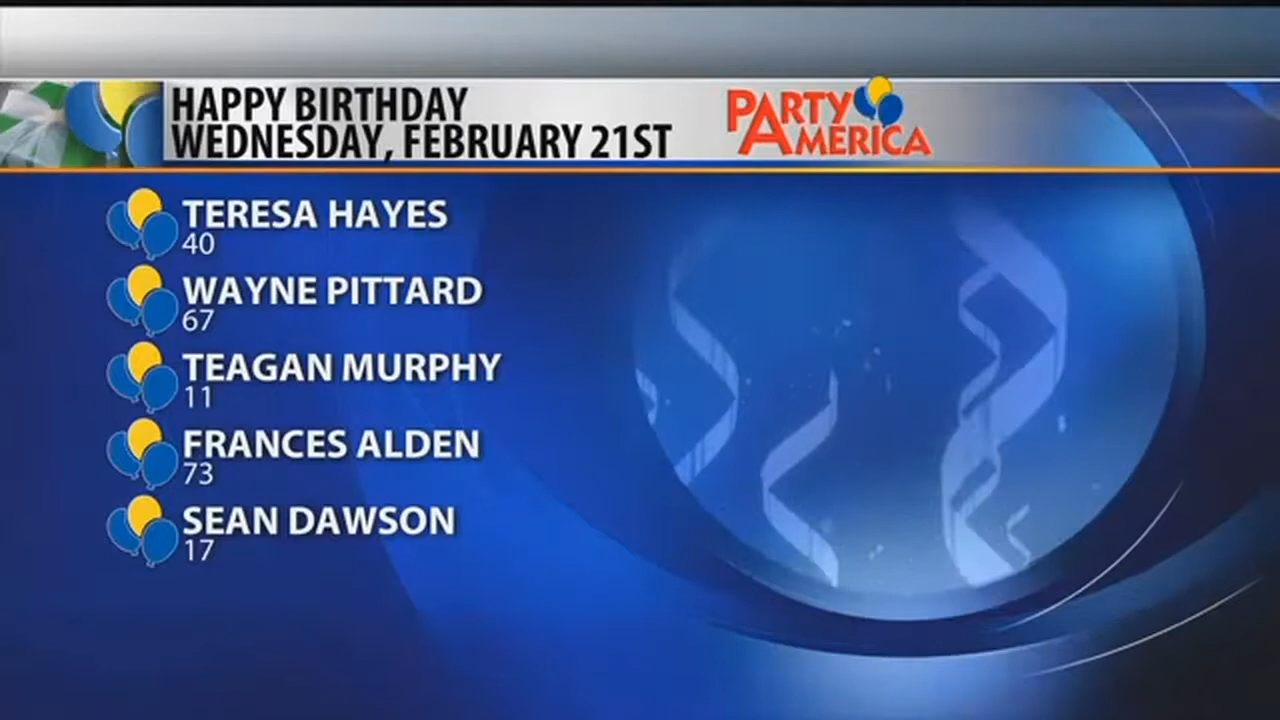 HAPPY BIRTHDAY
WEDNESDAY, FEBRUARY 21ST
PARTY
AMERICA
TERESA HAYES
40
WAYNE PITTARD
67
TEAGAN MURPHY
11
FRANCES ALDEN
73
SEAN DAWSON
17